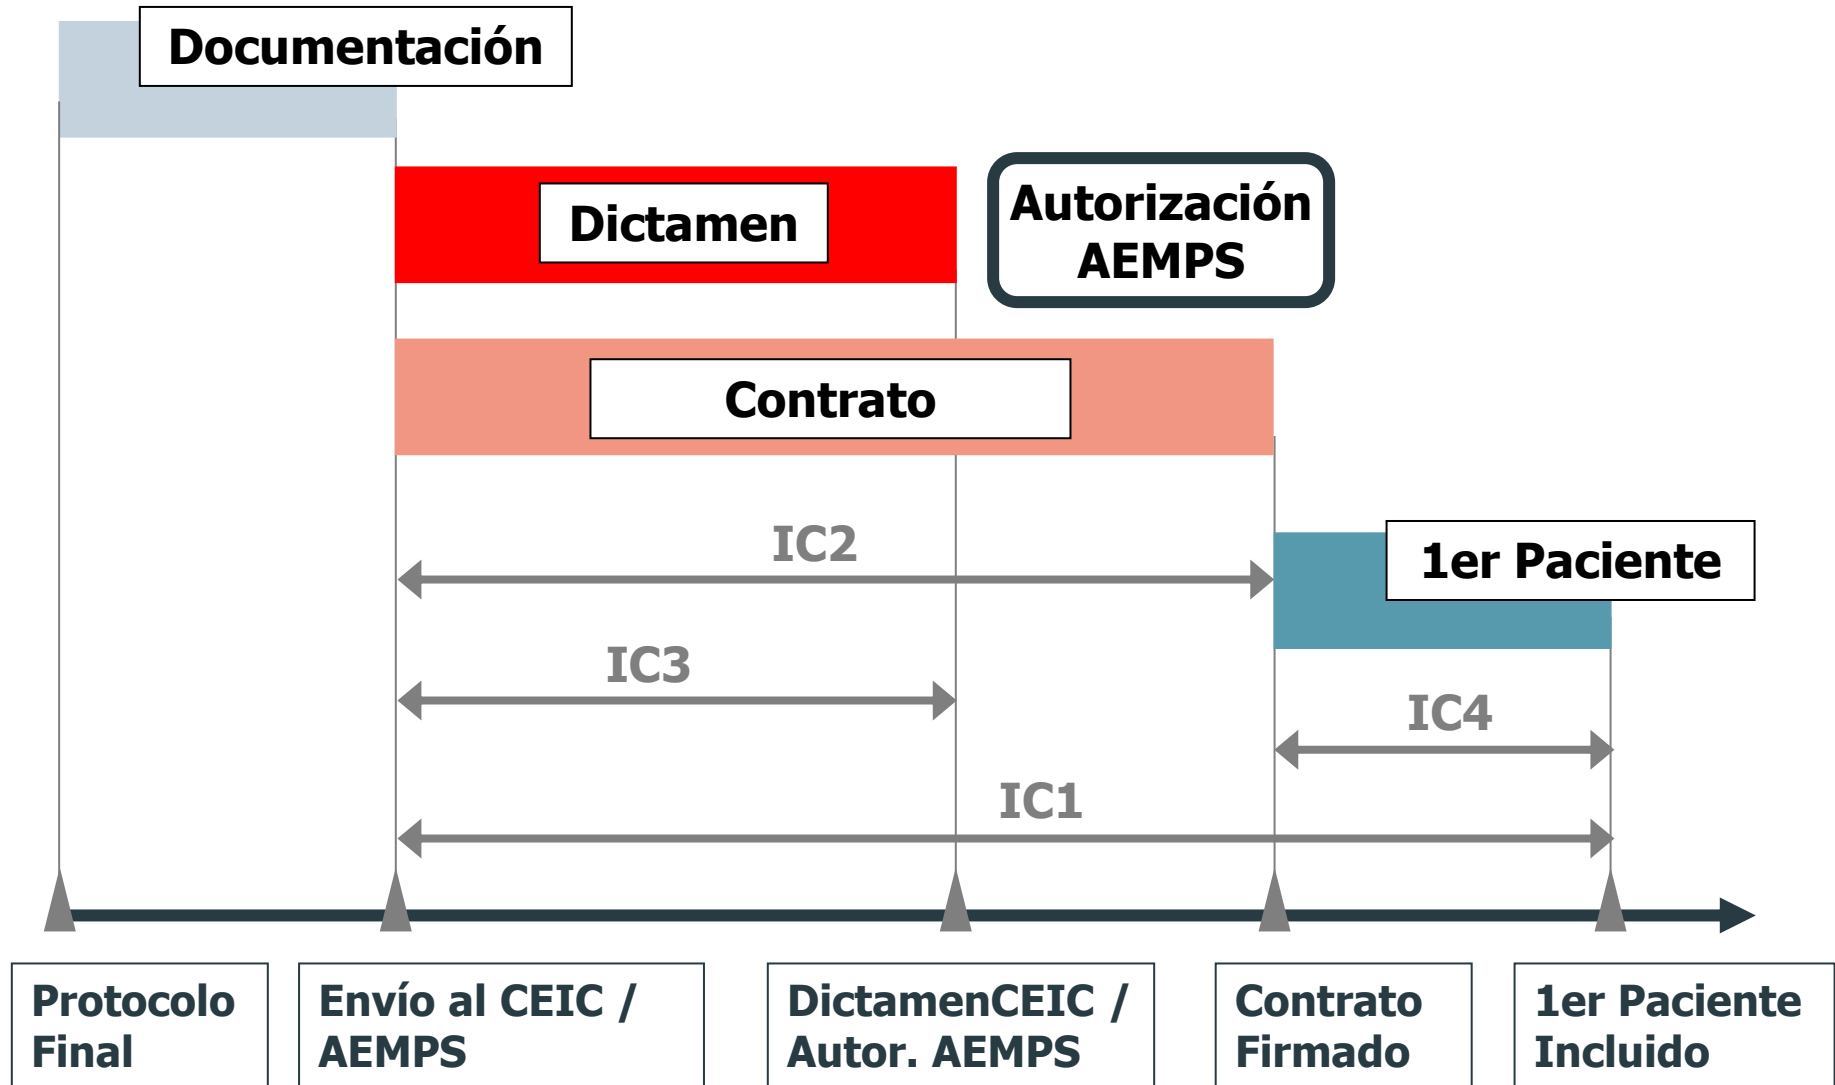 Documentación
Dictamen
Autorización
AEMPS
Contrato
IC2
1er Paciente
IC3
IC4
IC1
Protocolo
Final
Envío al CEIC /
AEMPS
DictamenCEIC /
Autor. AEMPS
Contrato
Firmado
1er Paciente
Incluido